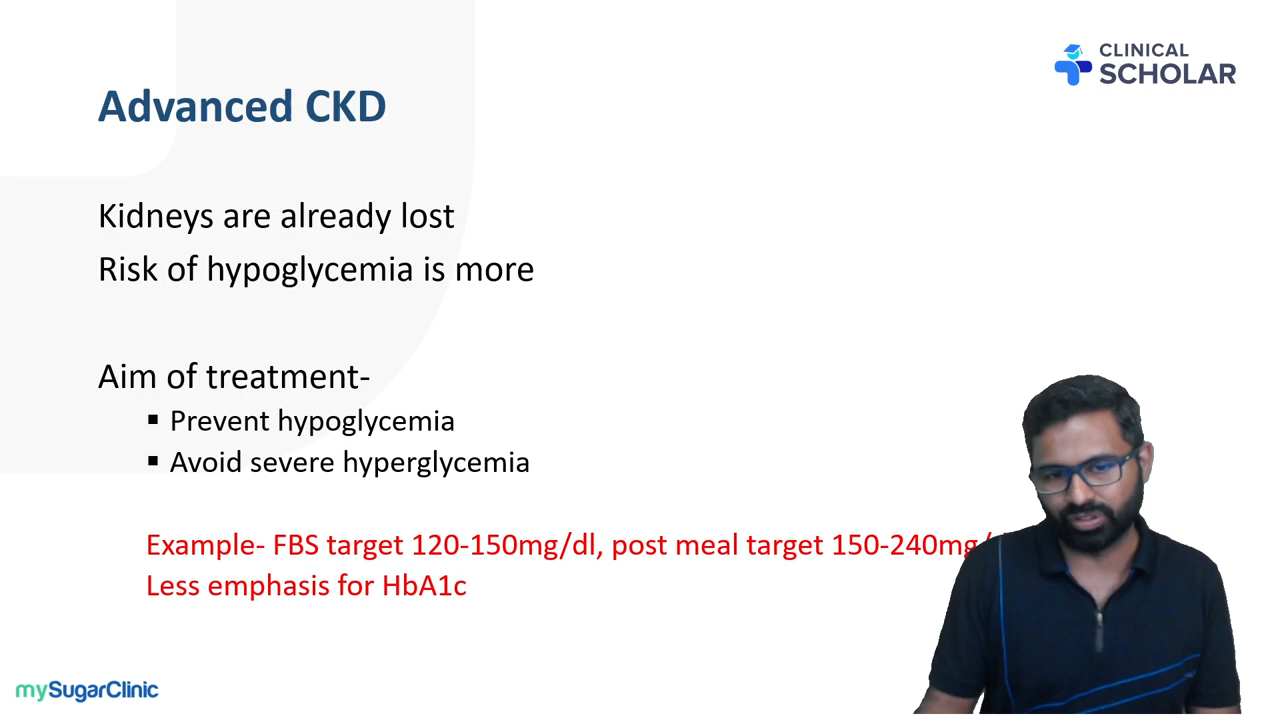 CLINICAL
SCHOLAR
Advanced CKD
Kidneys are already lost
Risk of hypoglycemia is more
Aim of treatment-
▪ Prevent hypoglycemia
▪ Avoid severe hyperglycemia
Example- FBS target 120-150mg/dl, post meal target 150-240mg/
Less emphasis for HbA1c
mySugarClinic